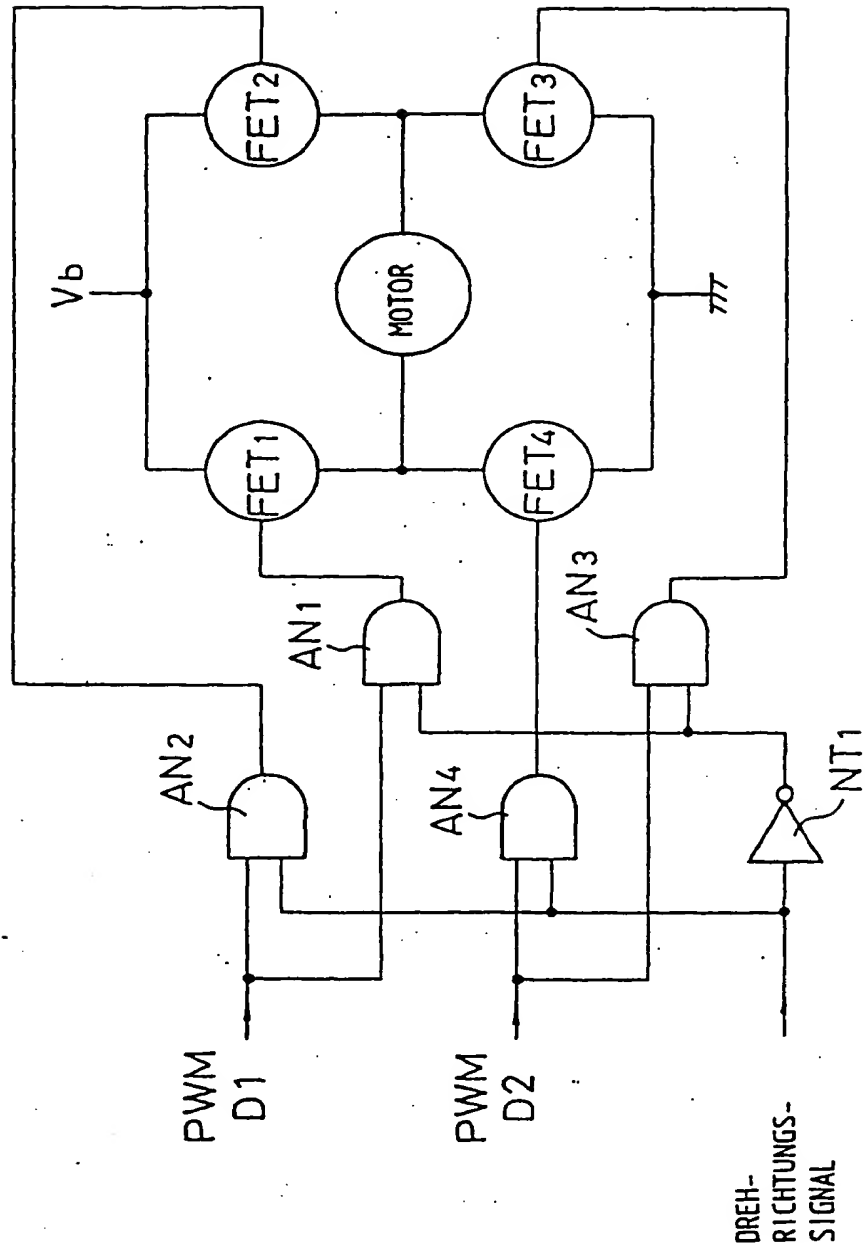 Vb
FET1
FET2
MOTOR
FET4
FET3
AN2
AN1
AN4
AN3
NT1
PWM
D1
PWM
D2
DREH-
RICHTUNGS-
SIGNAL